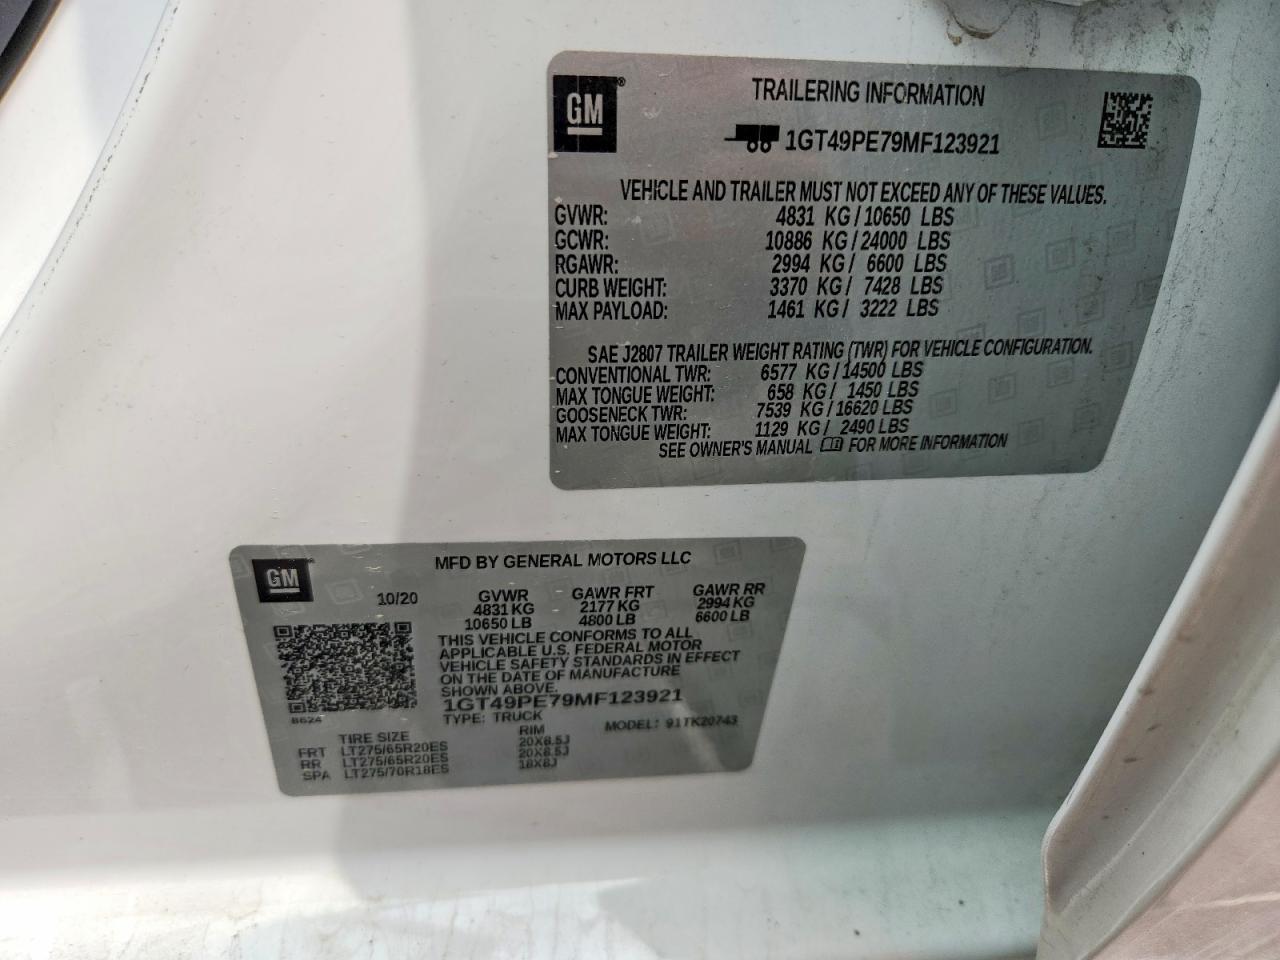 GM®
TRAILERING INFORMATION
1GT49PE79MF123921
VEHICLE AND TRAILER MUST NOT EXCEED ANY OF THESE VALUES.
GVWR: 4831 KG/10650 LBS
GCWR: 10886 KG/24000 LBS
RGAWR: 2994 KG/ 6600 LBS
CURB WEIGHT: 3370 KG/ 7428 LBS
MAX PAYLOAD: 1461 KG/ 3222 LBS
SAE J2807 TRAILER WEIGHT RATING (TWR) FOR VEHICLE CONFIGURATION.
CONVENTIONAL TWR: 6577 KG/14500 LBS
MAX TONGUE WEIGHT: 658 KG/ 1450 LBS
GOOSENECK TWR: 7539 KG/16620 LBS
MAX TONGUE WEIGHT: 1129 KG/ 2490 LBS
SEE OWNER'S MANUAL FOR MORE INFORMATION
GM
MFD BY GENERAL MOTORS LLC
10/20 GVWR GAWR FRT GAWR RR
4831 KG 2177 KG 2994 KG
10650 LB 4800 LB 6600 LB
THIS VEHICLE CONFORMS TO ALL
APPLICABLE U.S. FEDERAL MOTOR
VEHICLE SAFETY STANDARDS IN EFFECT
ON THE DATE OF MANUFACTURE
SHOWN ABOVE.
1GT49PE79MF123921
8624 TYPE: TRUCK MODEL: 91TK20743
TIRE SIZE RIM
FRT LT275/65R20ES 20X8.5J
RR LT275/65R20ES 20X8.5J
SPA LT275/70R18ES 18X8J